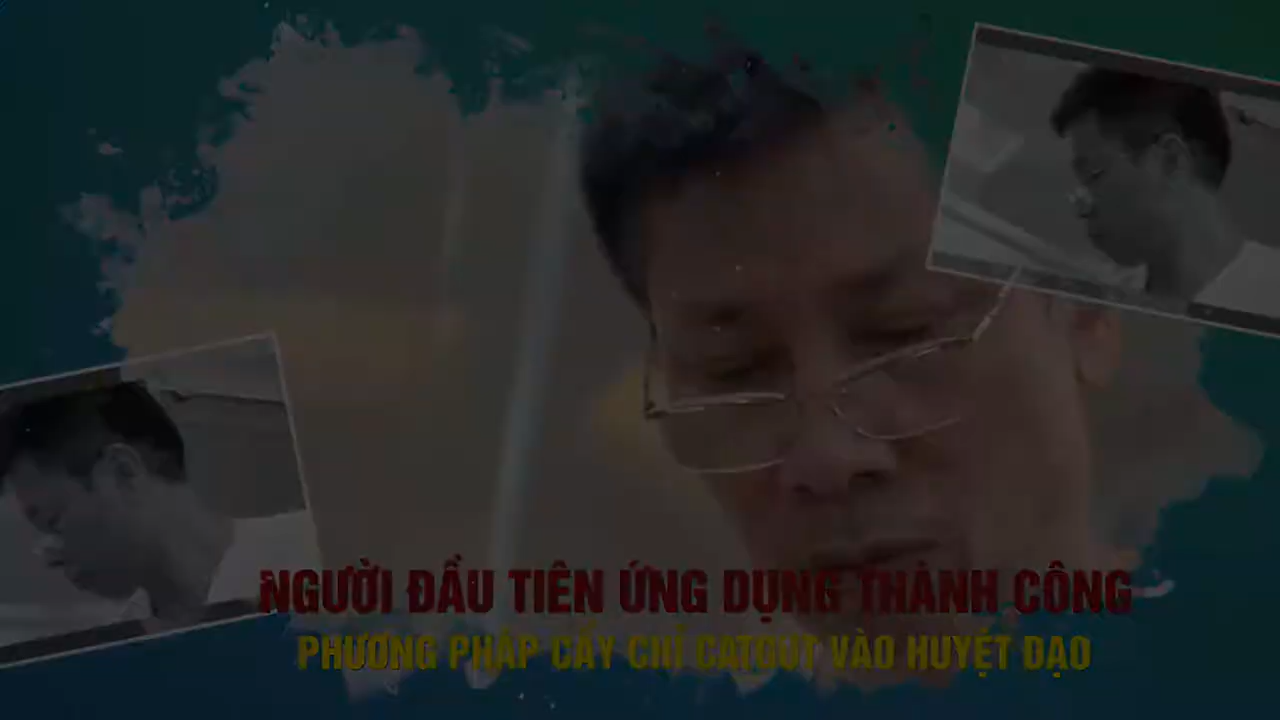 NGƯỜI ĐẦU TIÊN ỨNG DỤNG THÀNH CÔNG
PHƯƠNG PHÁP CẤY CHỈ CATGUT VÀO HUYỆT ĐẠO